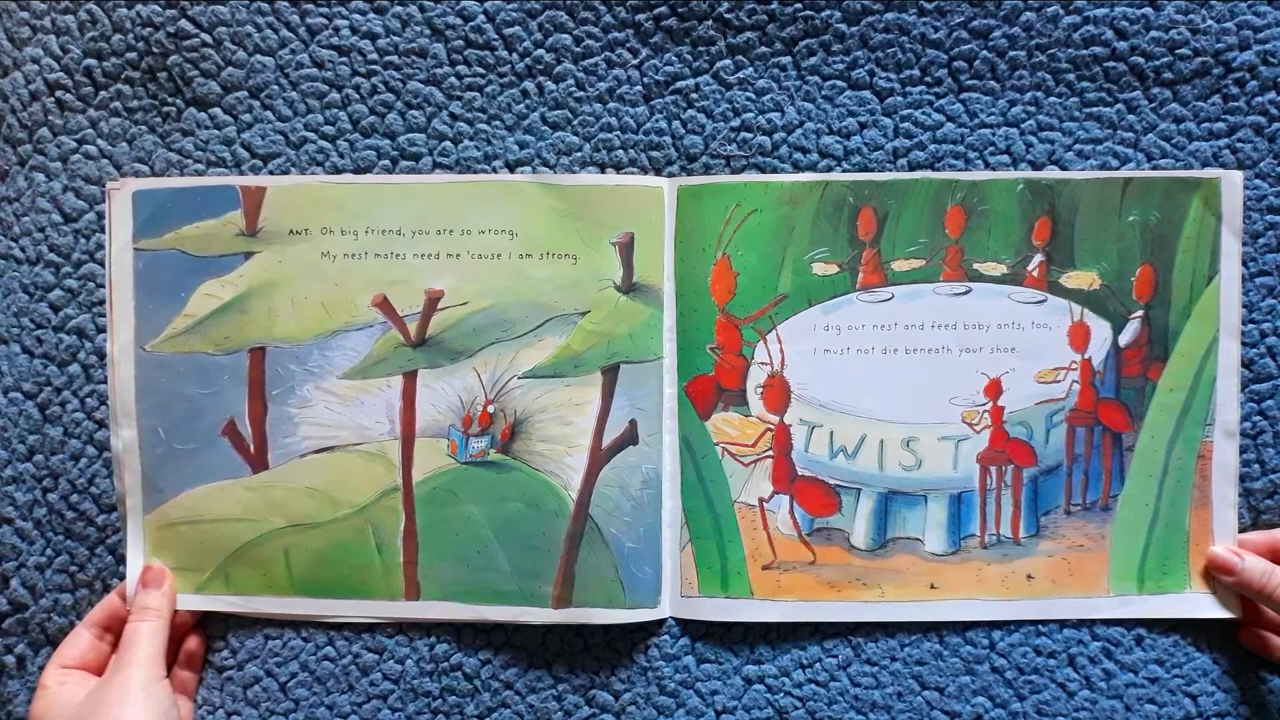 ANT: Oh big friend, you are so wrong,
My nest mates need me 'cause I am strong.
I dig our nest and feed baby ants, too,
I must not die beneath your shoe.
TWIST OF